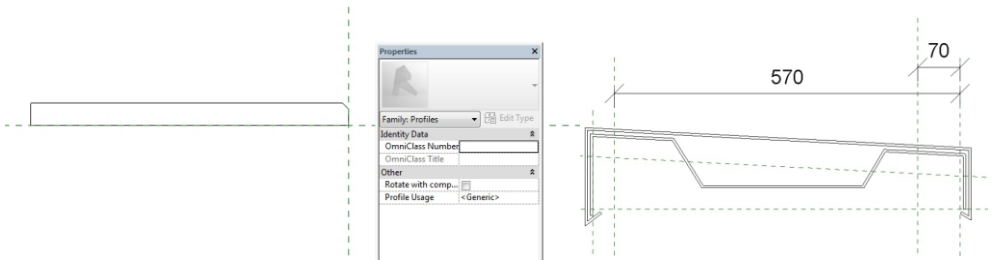 Properties
Family: Profiles
Edit Type
Identity Data
OmniClass Number
OmniClass Title
Other
Rotate with comp...
Profile Usage <Generic>
570
70